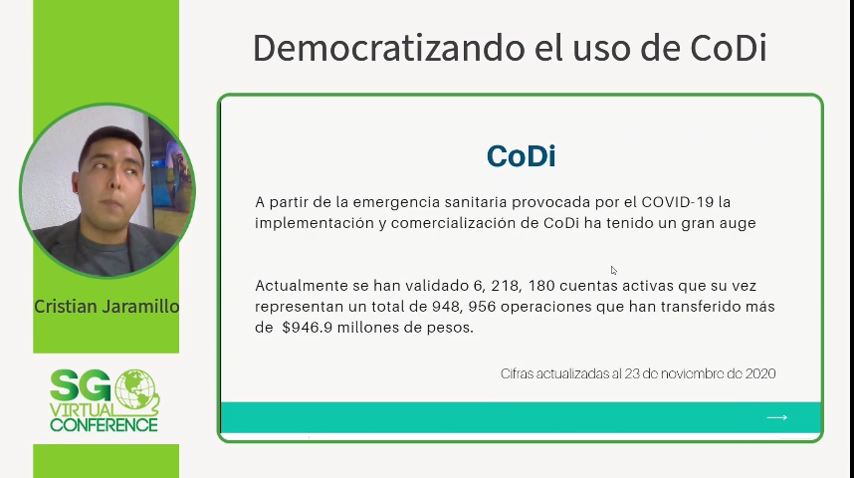 Democratizando el uso de CoDi
CoDi
A partir de la emergencia sanitaria provocada por el COVID-19 la
implementación y comercialización de CoDi ha tenido un gran auge
Actualmente se han validado 6, 218, 180 cuentas activas que su vez
representan un total de 948, 956 operaciones que han transferido más
de $946.9 millones de pesos.
Cifras actualizadas al 23 de noviembre de 2020
Cristian Jaramillo
SG
VIRTUAL
CONFERENCE